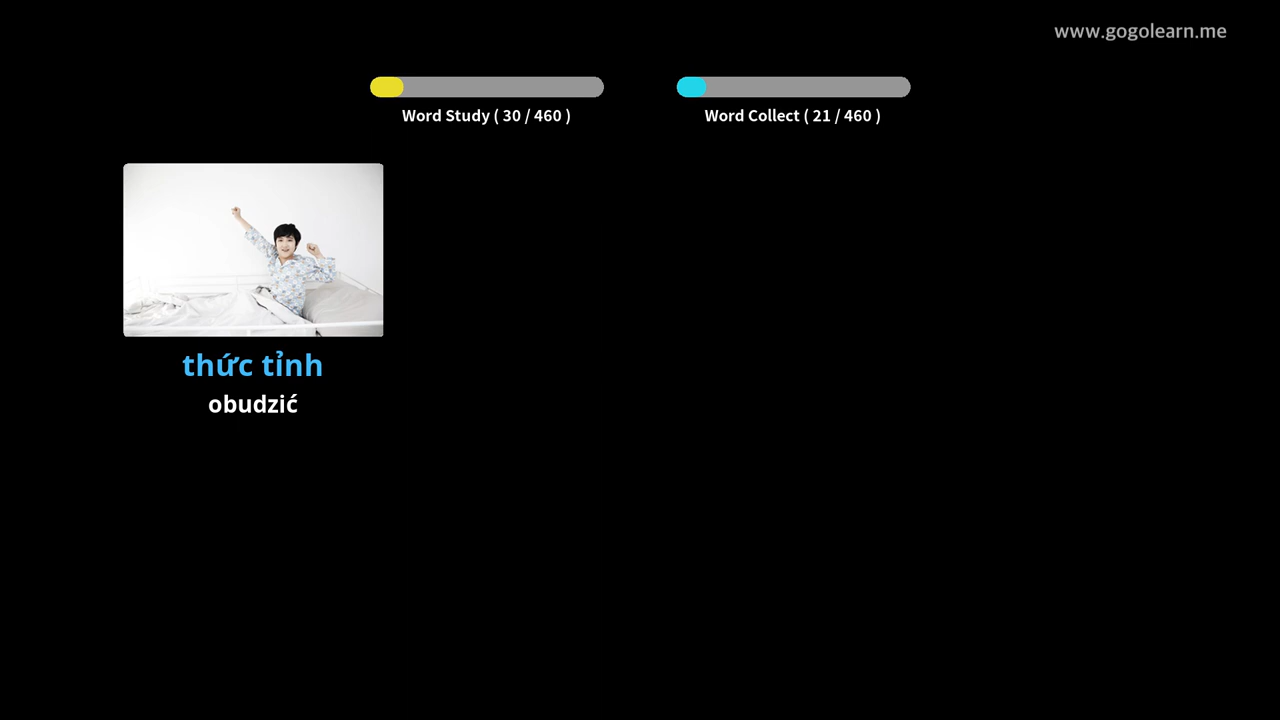 www.gogolearn.me
Word Study ( 30 / 460 )
Word Collect ( 21 / 460 )
thức tỉnh
obudzić